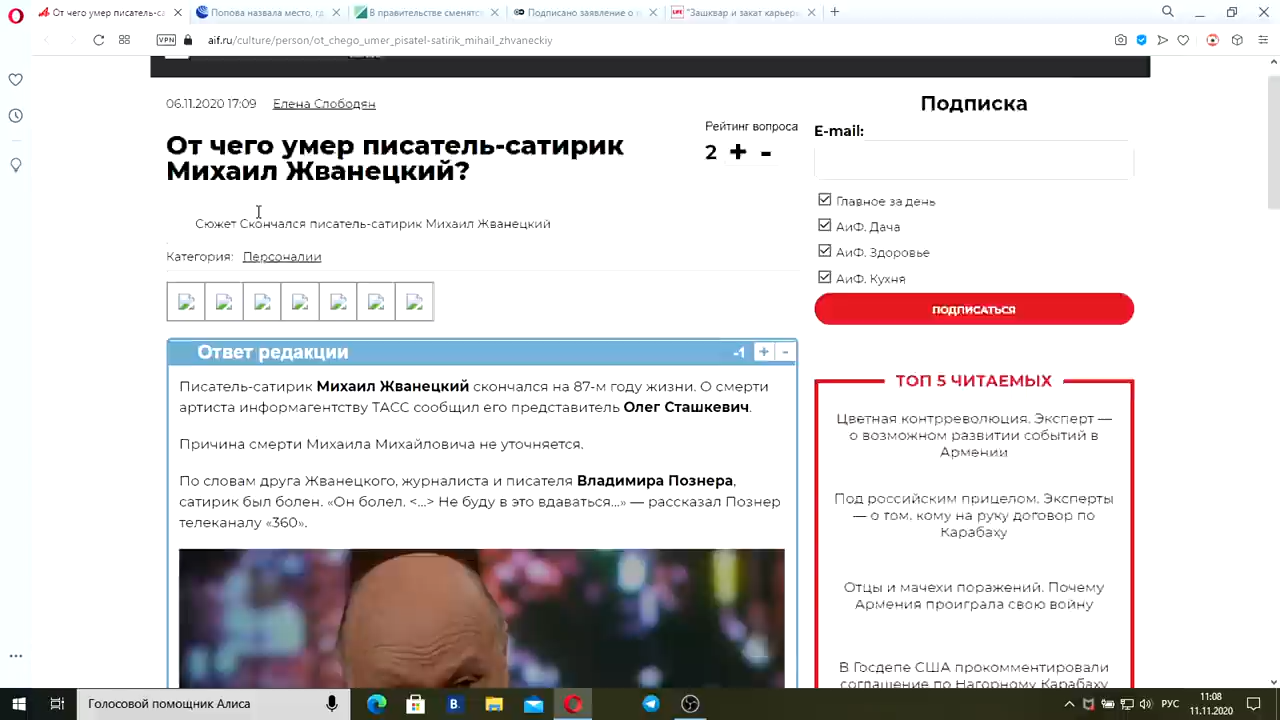 От чего умер писатель-са
Попова назвала место, гд
В правительстве сменятс
Подписано заявление о п
LIFE "Зашквар и закат карьер
VPN aif.ru/culture/person/ot_chego_umer_pisatel-satirik_mihail_zhvaneckiy
06.11.2020 17:09 Елена Слободян
От чего умер писатель-сатирик
Михаил Жванецкий?
Рейтинг вопроса
2 + -
Сюжет Скончался писатель-сатирик Михаил Жванецкий
Категория: Персоналии
Ответ редакции
-1 + -
Писатель-сатирик Михаил Жванецкий скончался на 87-м году жизни. О смерти
артиста информагентству ТАСС сообщил его представитель Олег Сташкевич.
Причина смерти Михаила Михайловича не уточняется.
По словам друга Жванецкого, журналиста и писателя Владимира Познера,
сатирик был болен. «Он болел. <...> Не буду в это вдаваться...» — рассказал Познер
телеканалу «360».
Подписка
E-mail:
Главное за день
АиФ. Дача
АиФ. Здоровье
АиФ. Кухня
ПОДПИСАТЬСЯ
ТОП 5 ЧИТАЕМЫХ
Цветная контрреволюция. Эксперт —
о возможном развитии событий в
Армении
Под российским прицелом. Эксперты
— о том, кому на руку договор по
Карабаху
Отцы и мачехи поражений. Почему
Армения проиграла свою войну
В Госдепе США прокомментировали
соглашение по Нагорному Карабаху
Голосовой помощник Алиса
B.
РУС
11:08
11.11.2020